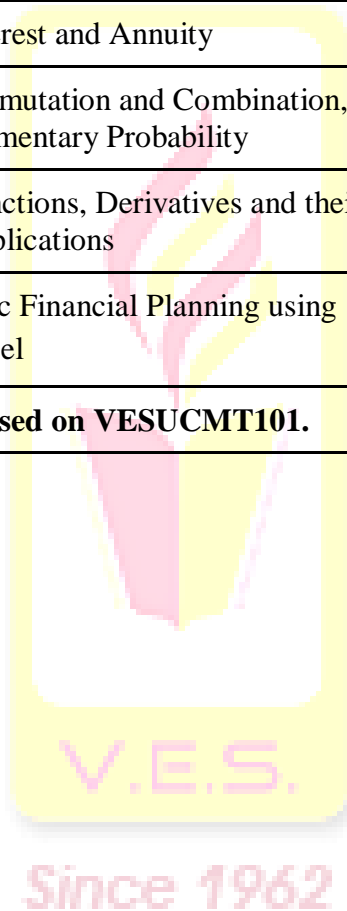 rest and Annuity
mutation and Combination,
mentary Probability
ctions, Derivatives and thei
plications
c Financial Planning using
el
sed on VESUCMT101.
V.E.S.
Since 1962